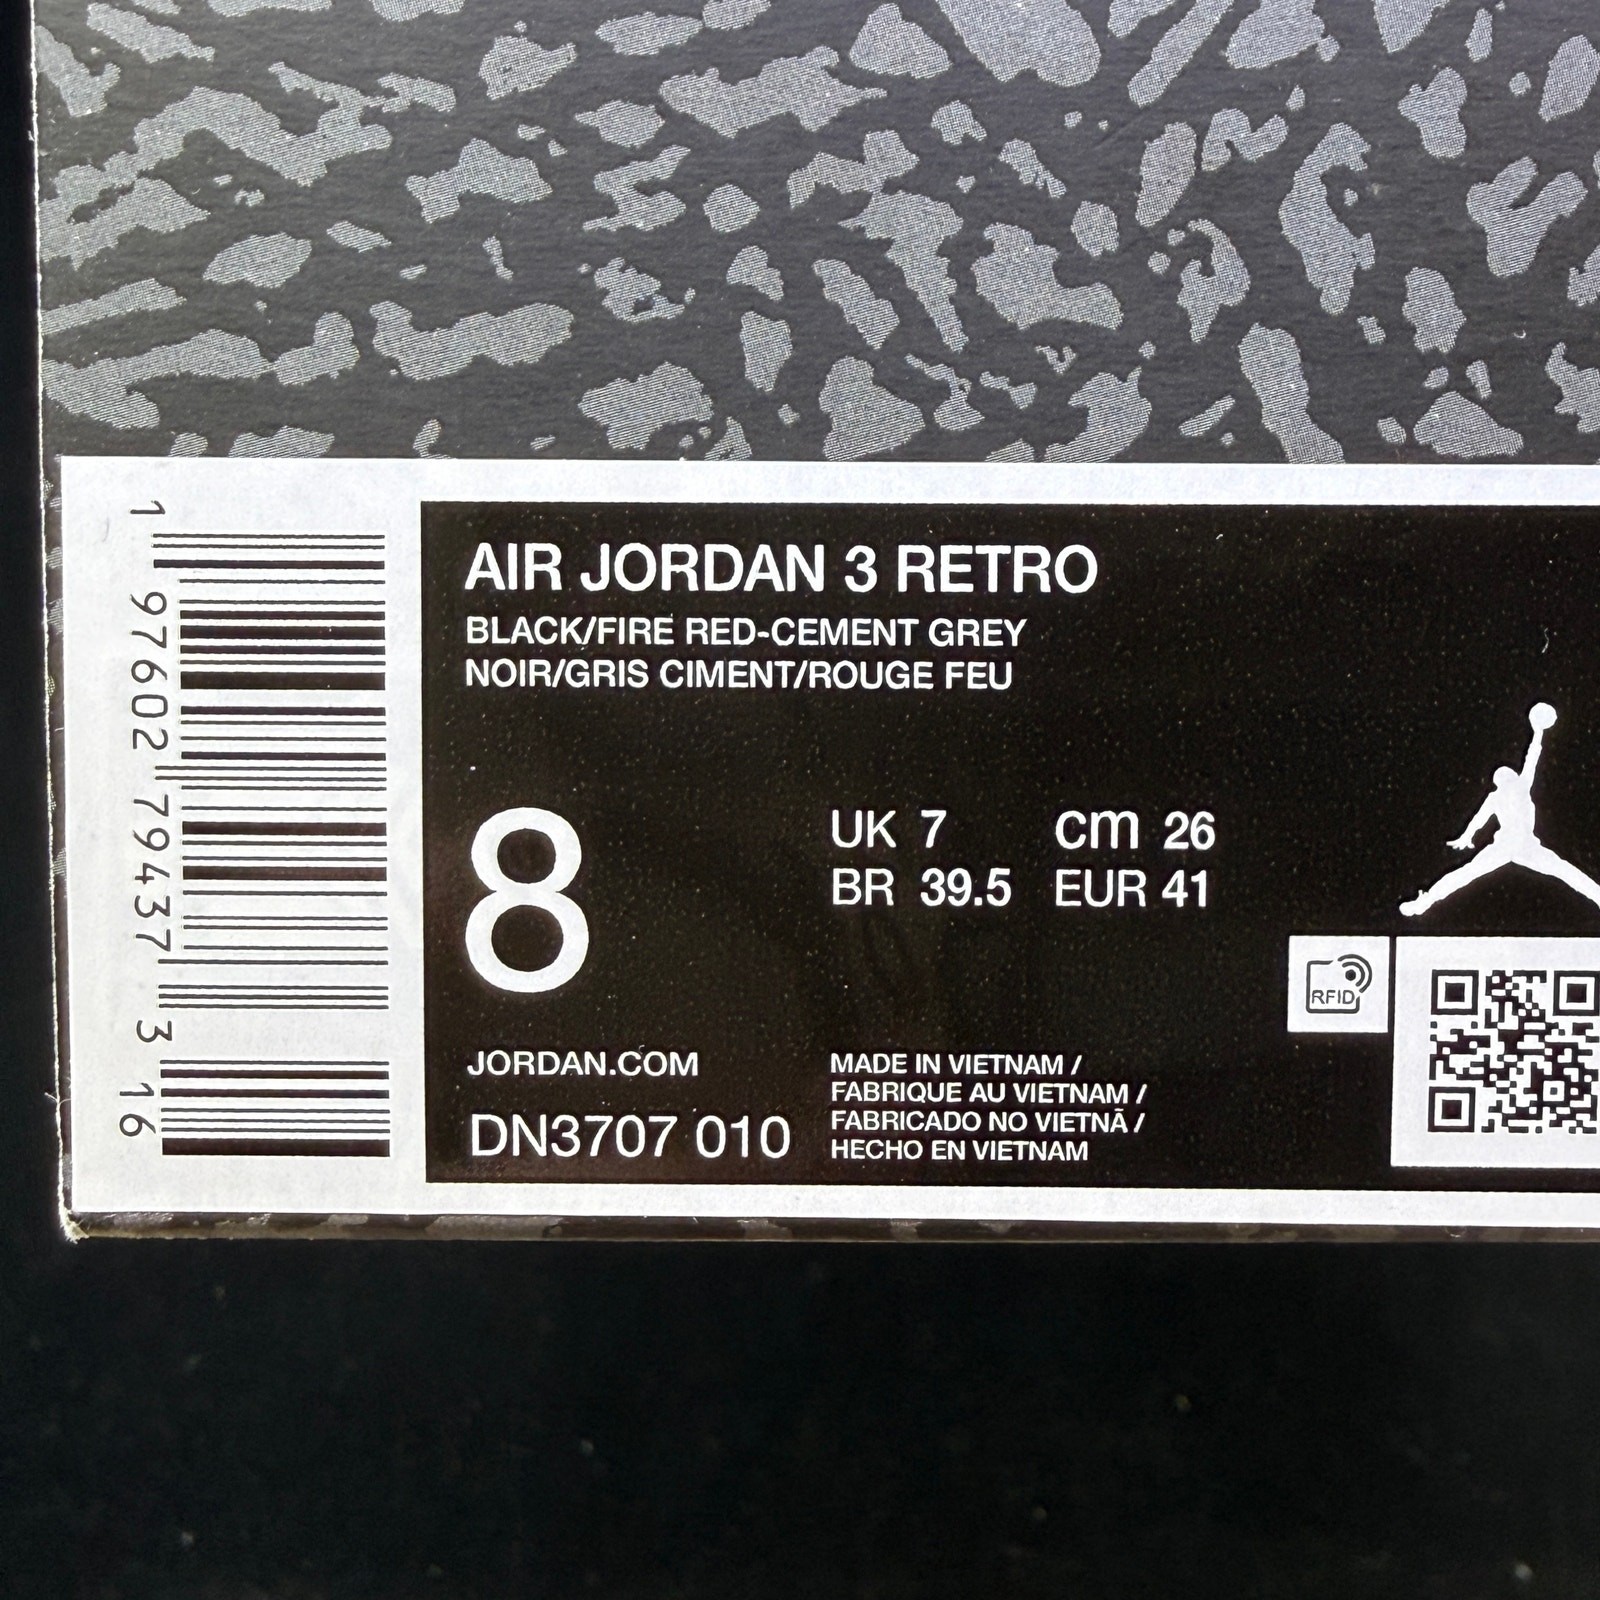 1 97602 79437 3 16
AIR JORDAN 3 RETRO
BLACK/FIRE RED-CEMENT GREY
NOIR/GRIS CIMENT/ROUGE FEU
8
UK 7 cm 26
BR 39.5 EUR 41
RFID
JORDAN.COM
DN3707 010
MADE IN VIETNAM /
FABRIQUE AU VIETNAM /
FABRICADO NO VIETNÃ /
HECHO EN VIETNAM